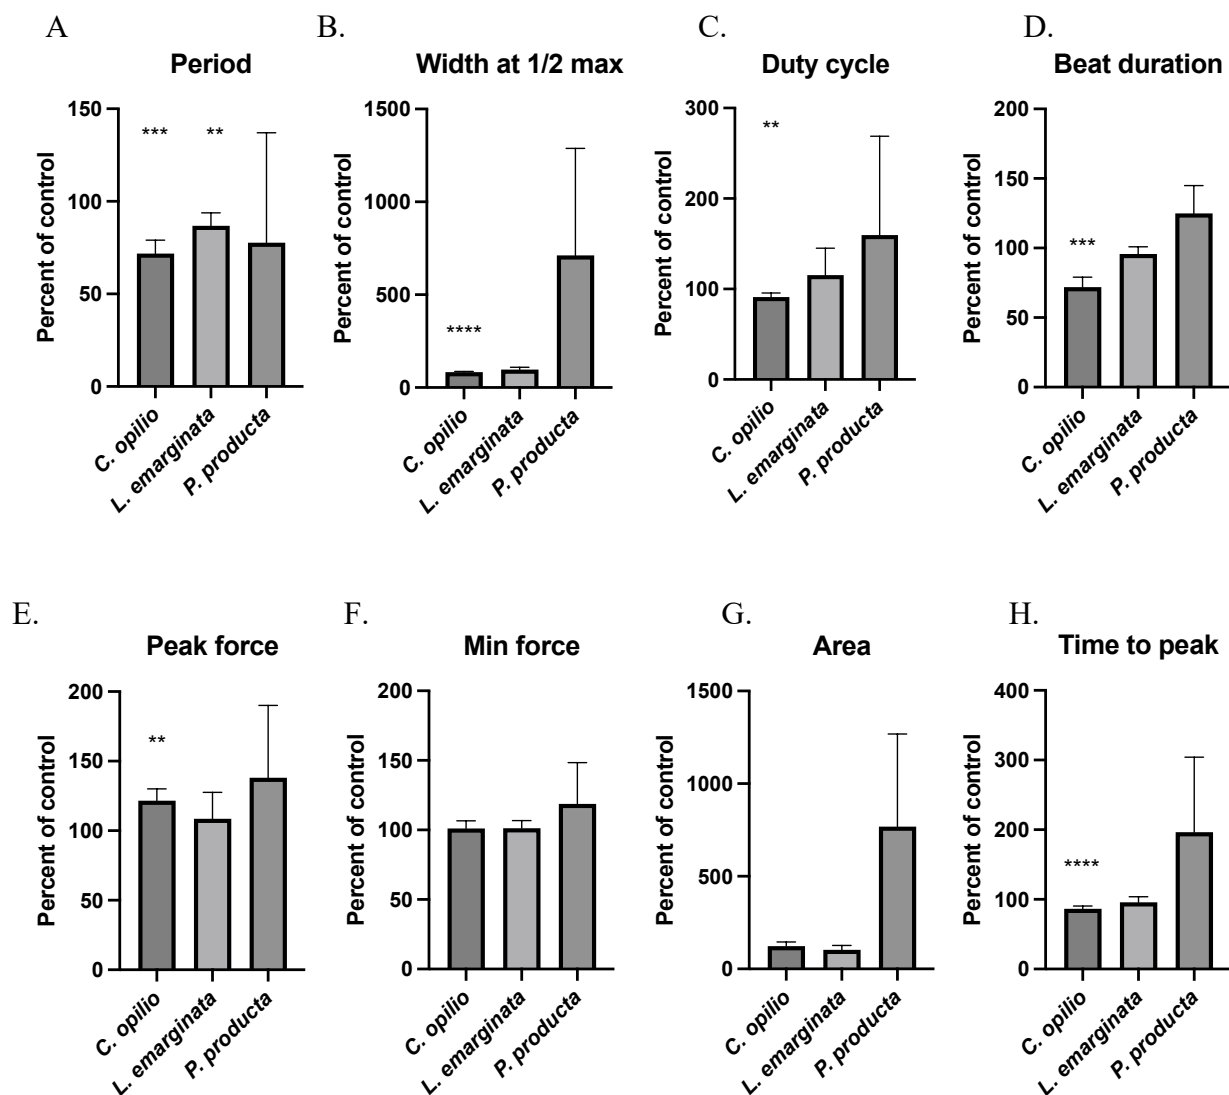 A
B.
C.
D.
Period
Width at 1/2 max
Duty cycle
Beat duration
Percent of control
150
100
50
0
***
**
C. opilio
L. emarginata
P. producta
Percent of control
1500
1000
500
0
****
C. opilio
L. emarginata
P. producta
Percent of control
300
200
100
0
**
C. opilio
L. emarginata
P. producta
Percent of control
200
150
100
50
0
***
C. opilio
L. emarginata
P. producta
E.
F.
G.
H.
Peak force
Min force
Area
Time to peak
Percent of control
200
150
100
50
0
**
C. opilio
L. emarginata
P. producta
Percent of control
200
150
100
50
0
C. opilio
L. emarginata
P. producta
Percent of control
1500
1000
500
0
C. opilio
L. emarginata
P. producta
Percent of control
400
300
200
100
0
****
C. opilio
L. emarginata
P. producta